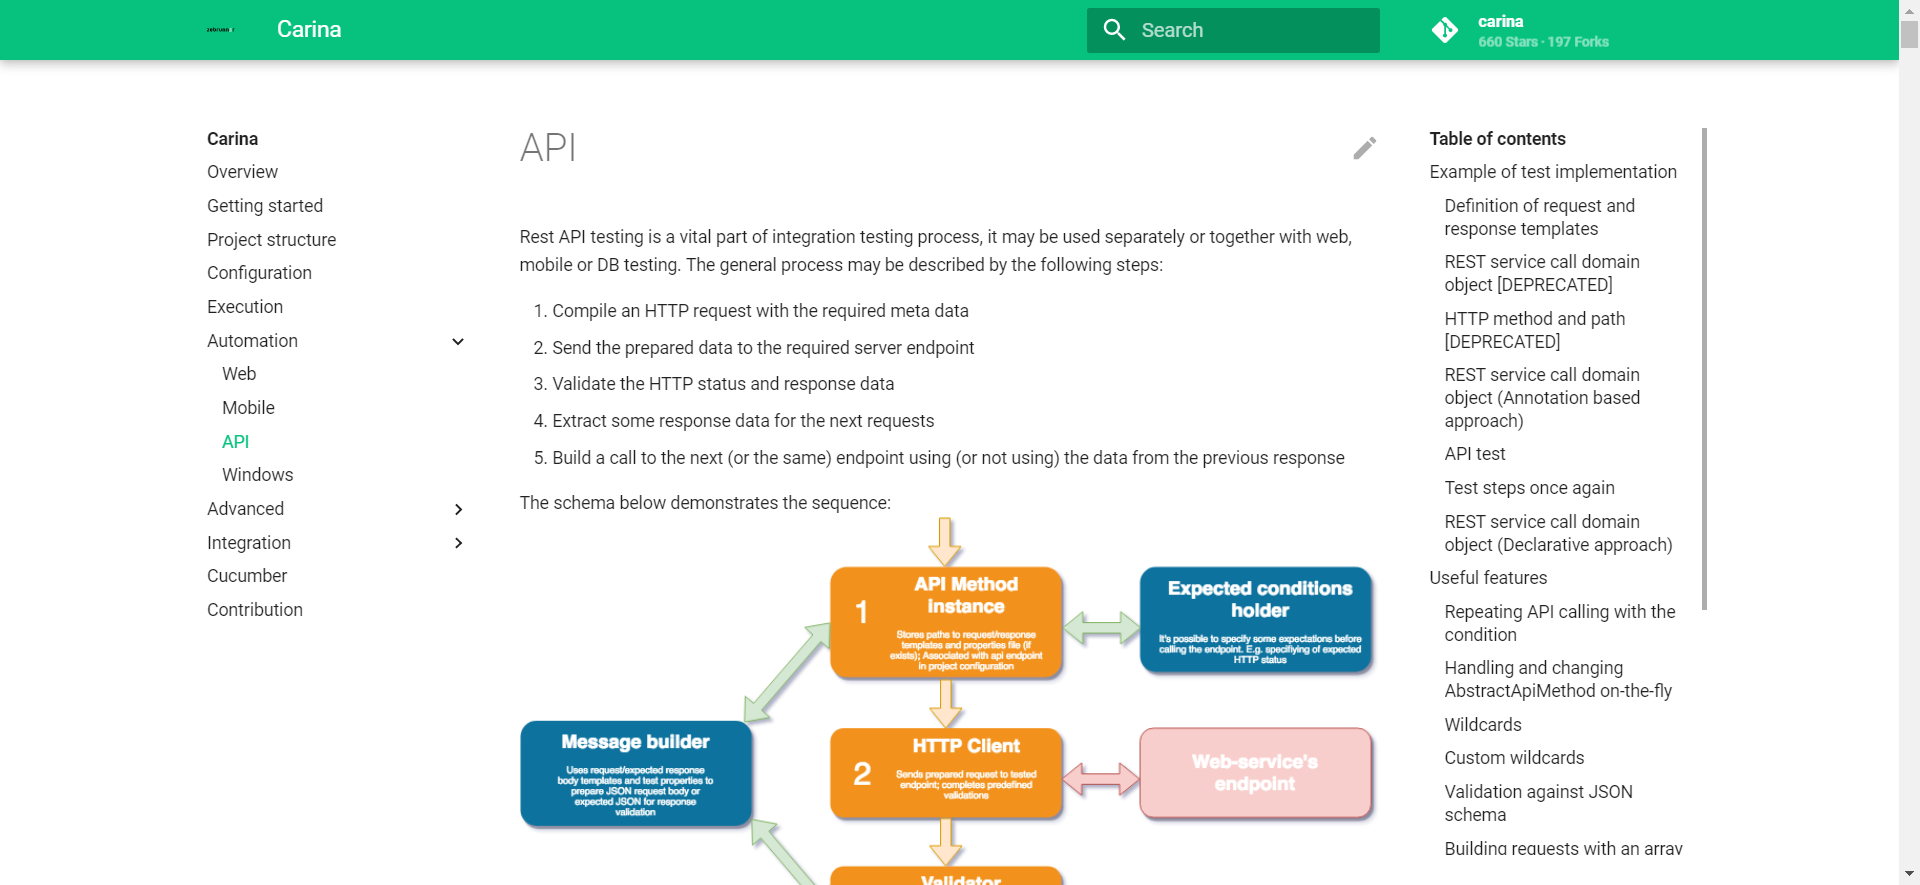 zebrunner
Carina
Search
carina
660 Stars · 197 Forks
Carina
Overview
Getting started
Project structure
Configuration
Execution
Automation
Web
Mobile
API
Windows
Advanced
Integration
Cucumber
Contribution
API
Rest API testing is a vital part of integration testing process, it may be used separately or together with web,
mobile or DB testing. The general process may be described by the following steps:
1. Compile an HTTP request with the required meta data
2. Send the prepared data to the required server endpoint
3. Validate the HTTP status and response data
4. Extract some response data for the next requests
5. Build a call to the next (or the same) endpoint using (or not using) the data from the previous response
The schema below demonstrates the sequence:
1
API Method
instance
Stores paths to request/response
templates and properties file (if
exists); Associated with api endpoint
in project configuration
Expected conditions
holder
It's possible to specify some expectations before
calling the endpoint. E.g. specifiying of expected
HTTP status
Message builder
Uses request/expected response
body templates and test properties to
prepare JSON request body or
expected JSON for response
validation
2
HTTP Client
Sends prepared request to tested
endpoint; completes predefined
validations
Web-service's
endpoint
Validator
Table of contents
Example of test implementation
Definition of request and
response templates
REST service call domain
object [DEPRECATED]
HTTP method and path
[DEPRECATED]
REST service call domain
object (Annotation based
approach)
API test
Test steps once again
REST service call domain
object (Declarative approach)
Useful features
Repeating API calling with the
condition
Handling and changing
AbstractApiMethod on-the-fly
Wildcards
Custom wildcards
Validation against JSON
schema
Building requests with an array